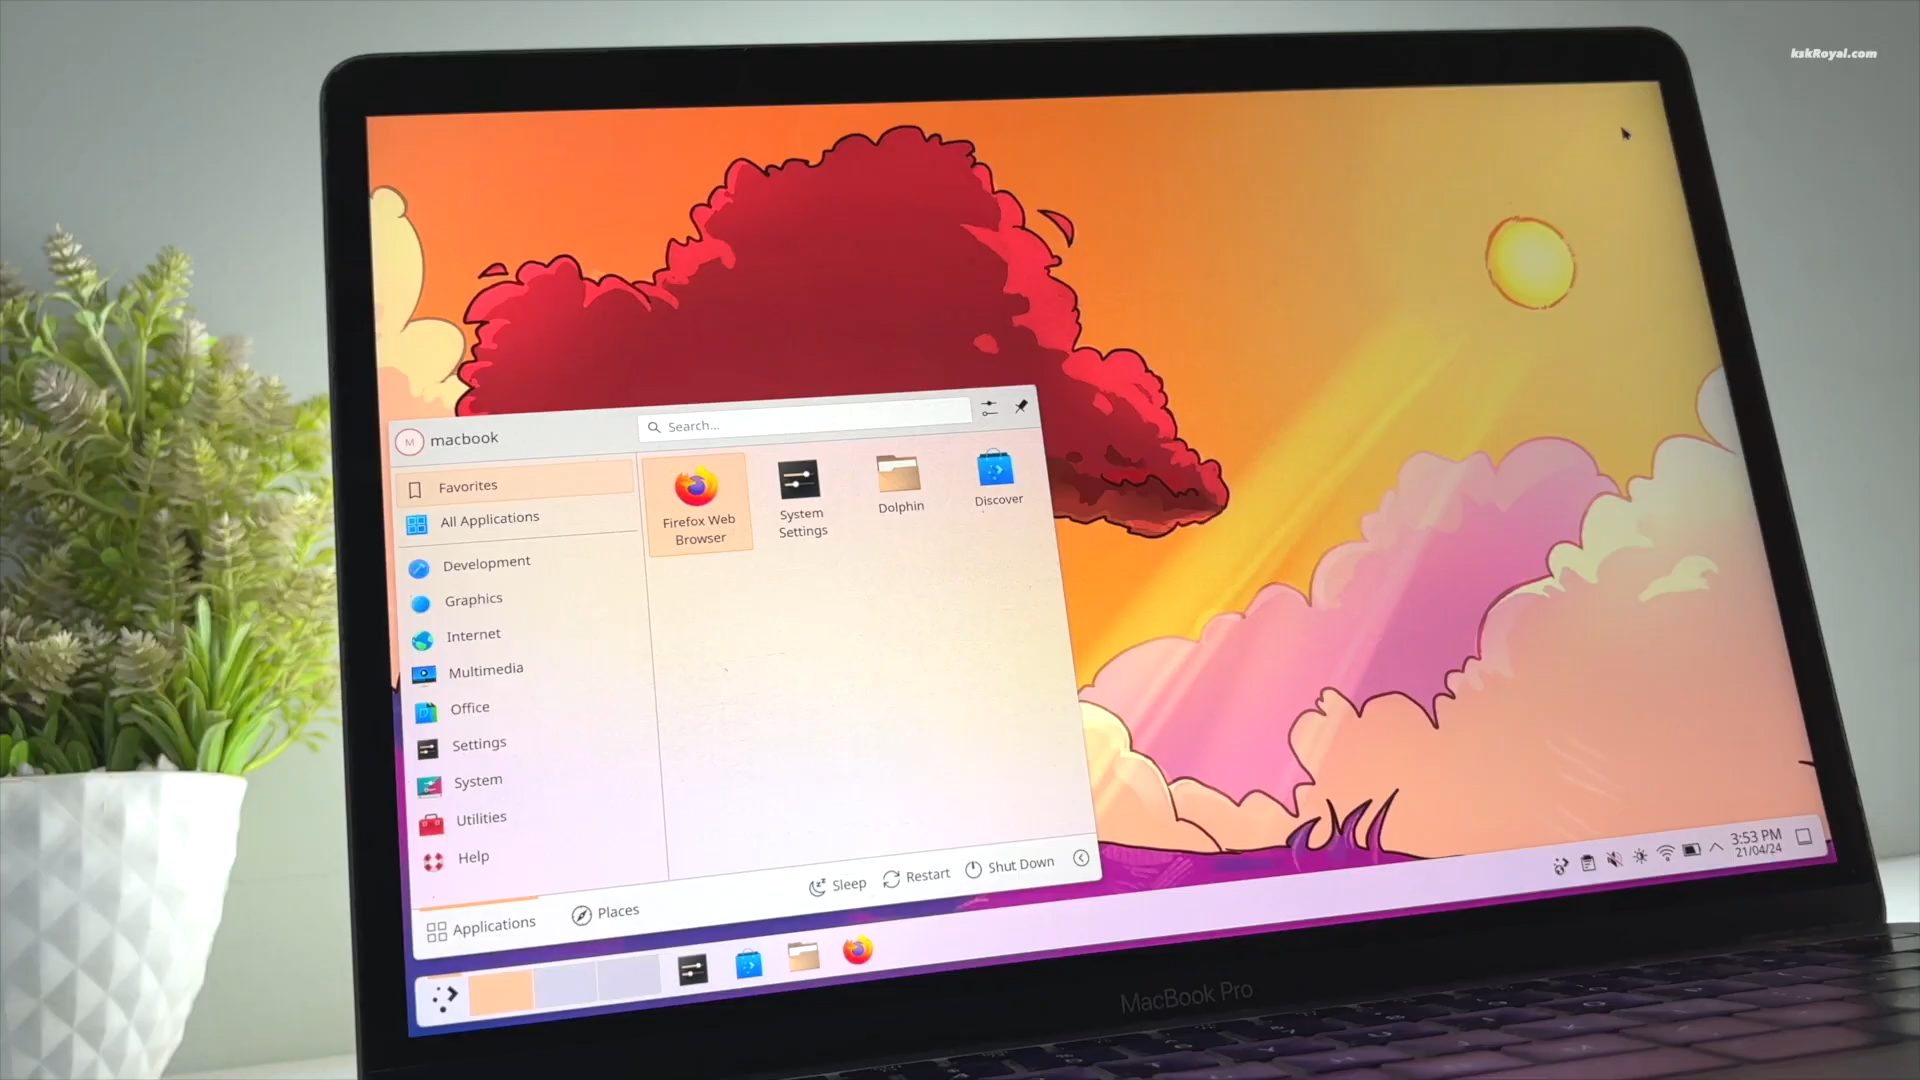 kskRoyal.com
M
macbook
Search...
Favorites
All Applications
Development
Graphics
Internet
Multimedia
Office
Settings
System
Utilities
Help
Firefox Web
Browser
System
Settings
Dolphin
Discover
Sleep
Restart
Shut Down
Applications
Places
3:53 PM
21/04/24
MacBook Pro